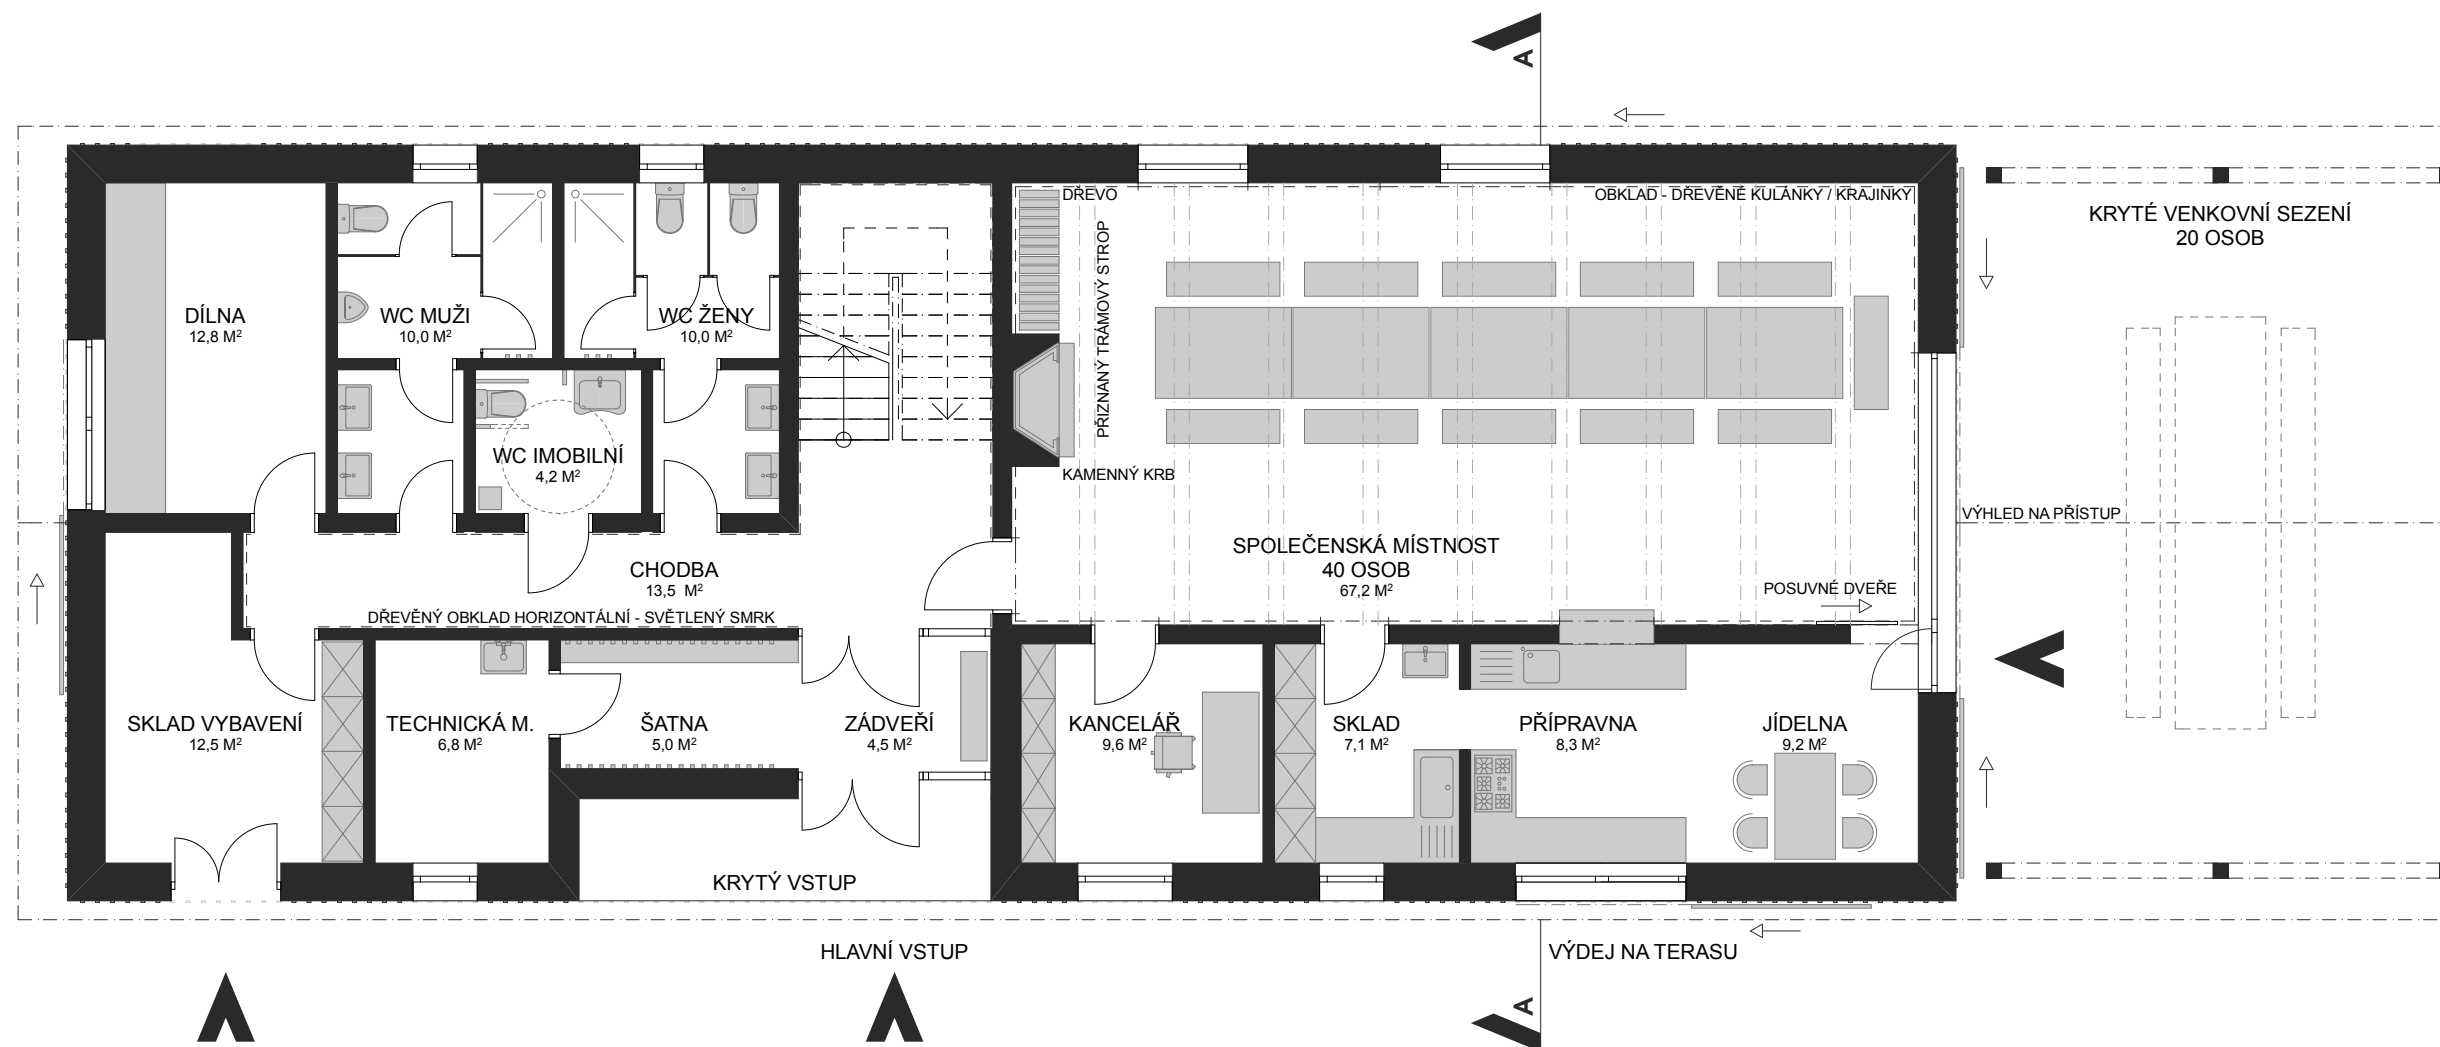 A
DŘEVO
OBKLAD - DŘEVĚNÉ KULÁNKY / KRAJINKY
KRYTÉ VENKOVNÍ SEZENÍ
20 OSOB
PŘIZNANÝ TRÁMOVÝ STROP
DÍLNA
12,8 M²
WC MUŽI
10,0 M²
WC ŽENY
10,0 M²
WC IMOBILNÍ
4,2 M²
KAMENNÝ KRB
VÝHLED NA PŘÍSTUP
SPOLEČENSKÁ MÍSTNOST
40 OSOB
67,2 M²
CHODBA
13,5 M²
DŘEVĚNÝ OBKLAD HORIZONTÁLNÍ - SVĚTLENÝ SMRK
POSUVNÉ DVEŘE
SKLAD VYBAVENÍ
12,5 M²
TECHNICKÁ M.
6,8 M²
ŠATNA
5,0 M²
ZÁDVEŘÍ
4,5 M²
KANCELÁŘ
9,6 M²
SKLAD
7,1 M²
PŘÍPRAVNA
8,3 M²
JÍDELNA
9,2 M²
KRYTÝ VSTUP
HLAVNÍ VSTUP
VÝDEJ NA TERASU
A